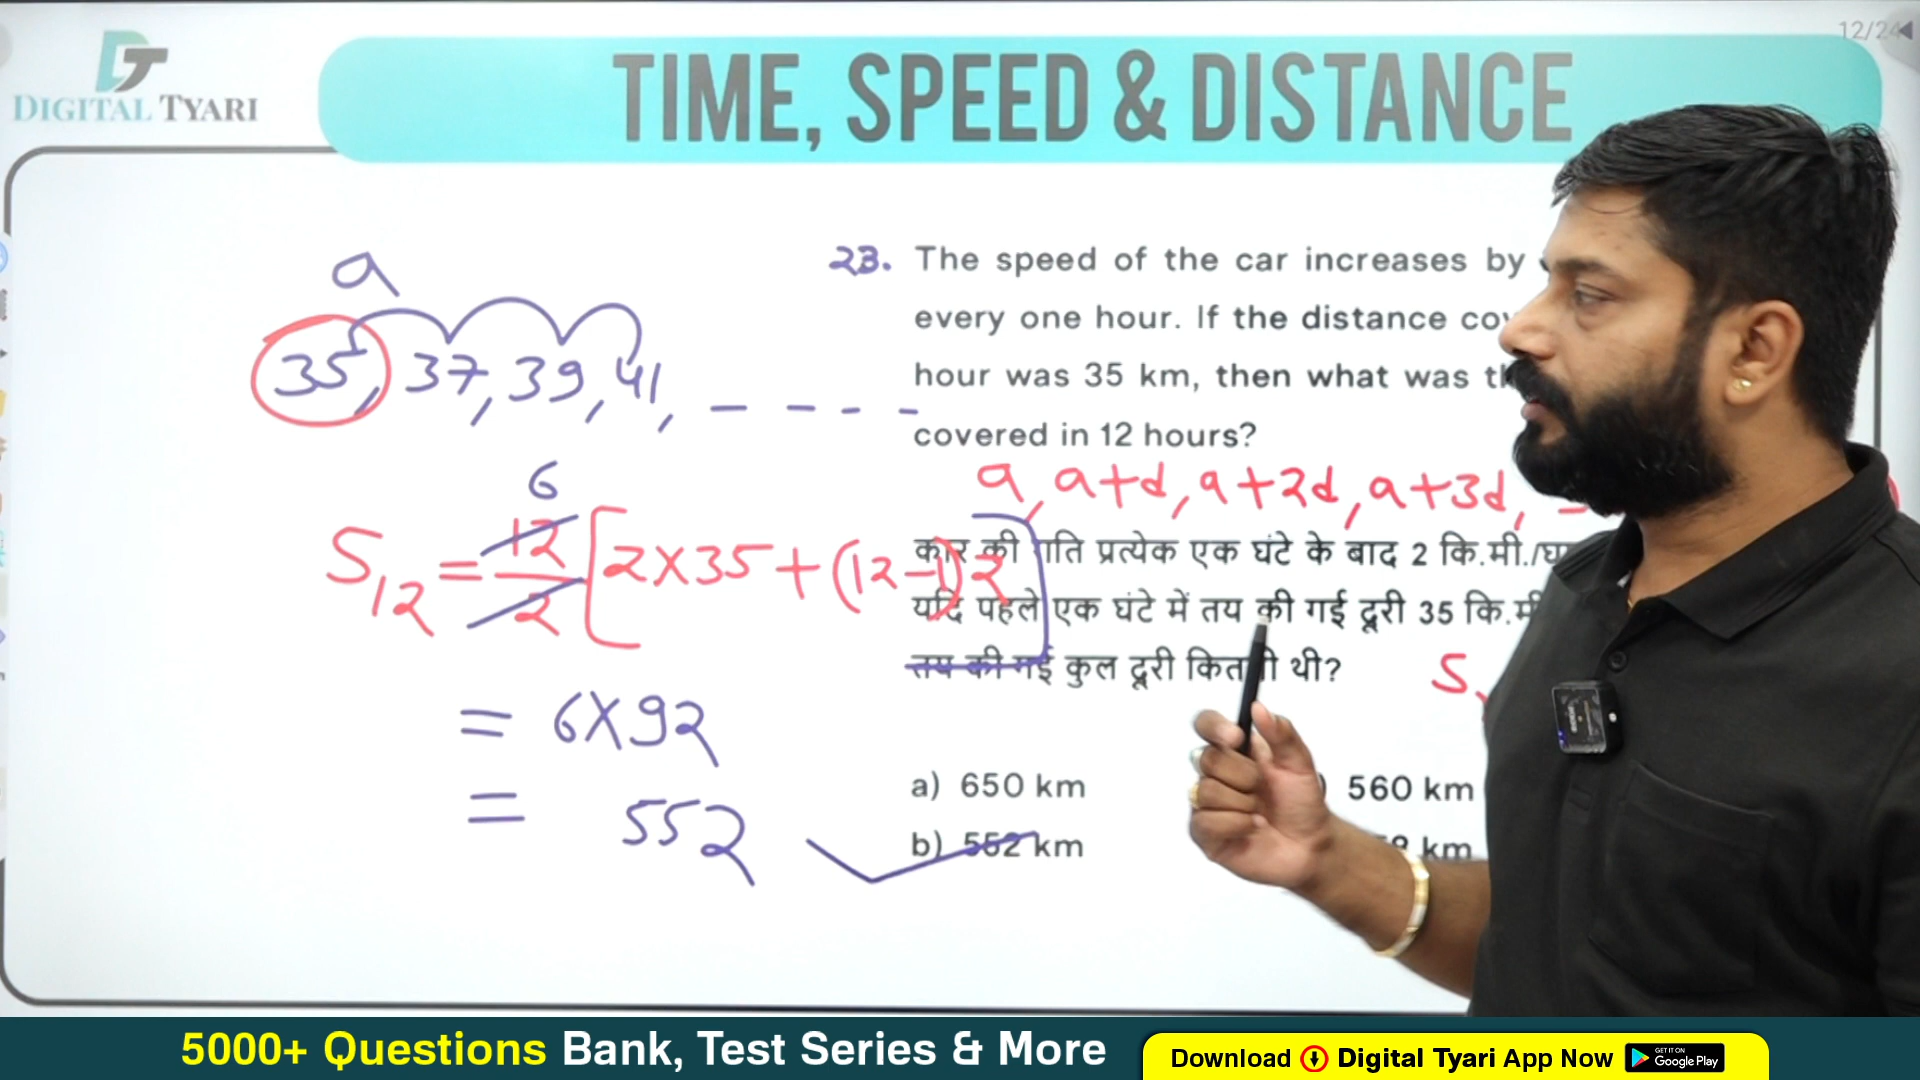 12/24
DT
DIGITAL TYARI
TIME, SPEED & DISTANCE
23. The speed of the car increases by
every one hour. If the distance
hour was 35 km, then what was
covered in 12 hours?
a, a+d, a+2d, a+3d, –
कार की गति प्रत्येक एक घंटे के बाद 2 कि.मी./
यदि पहले एक घंटे में तय की गई दूरी 35
तय की गई कुल दूरी कितनी थी?
a) 650 km
560 km
b) 552 km
km
a
35, 37, 39, 41, – – – –
6
S12 = 12/2 [2×35+(12-1)2]
= 6×92
= 552
S
5000+ Questions Bank, Test Series & More
Download Digital Tyari App Now
GET IT ON
Google Play